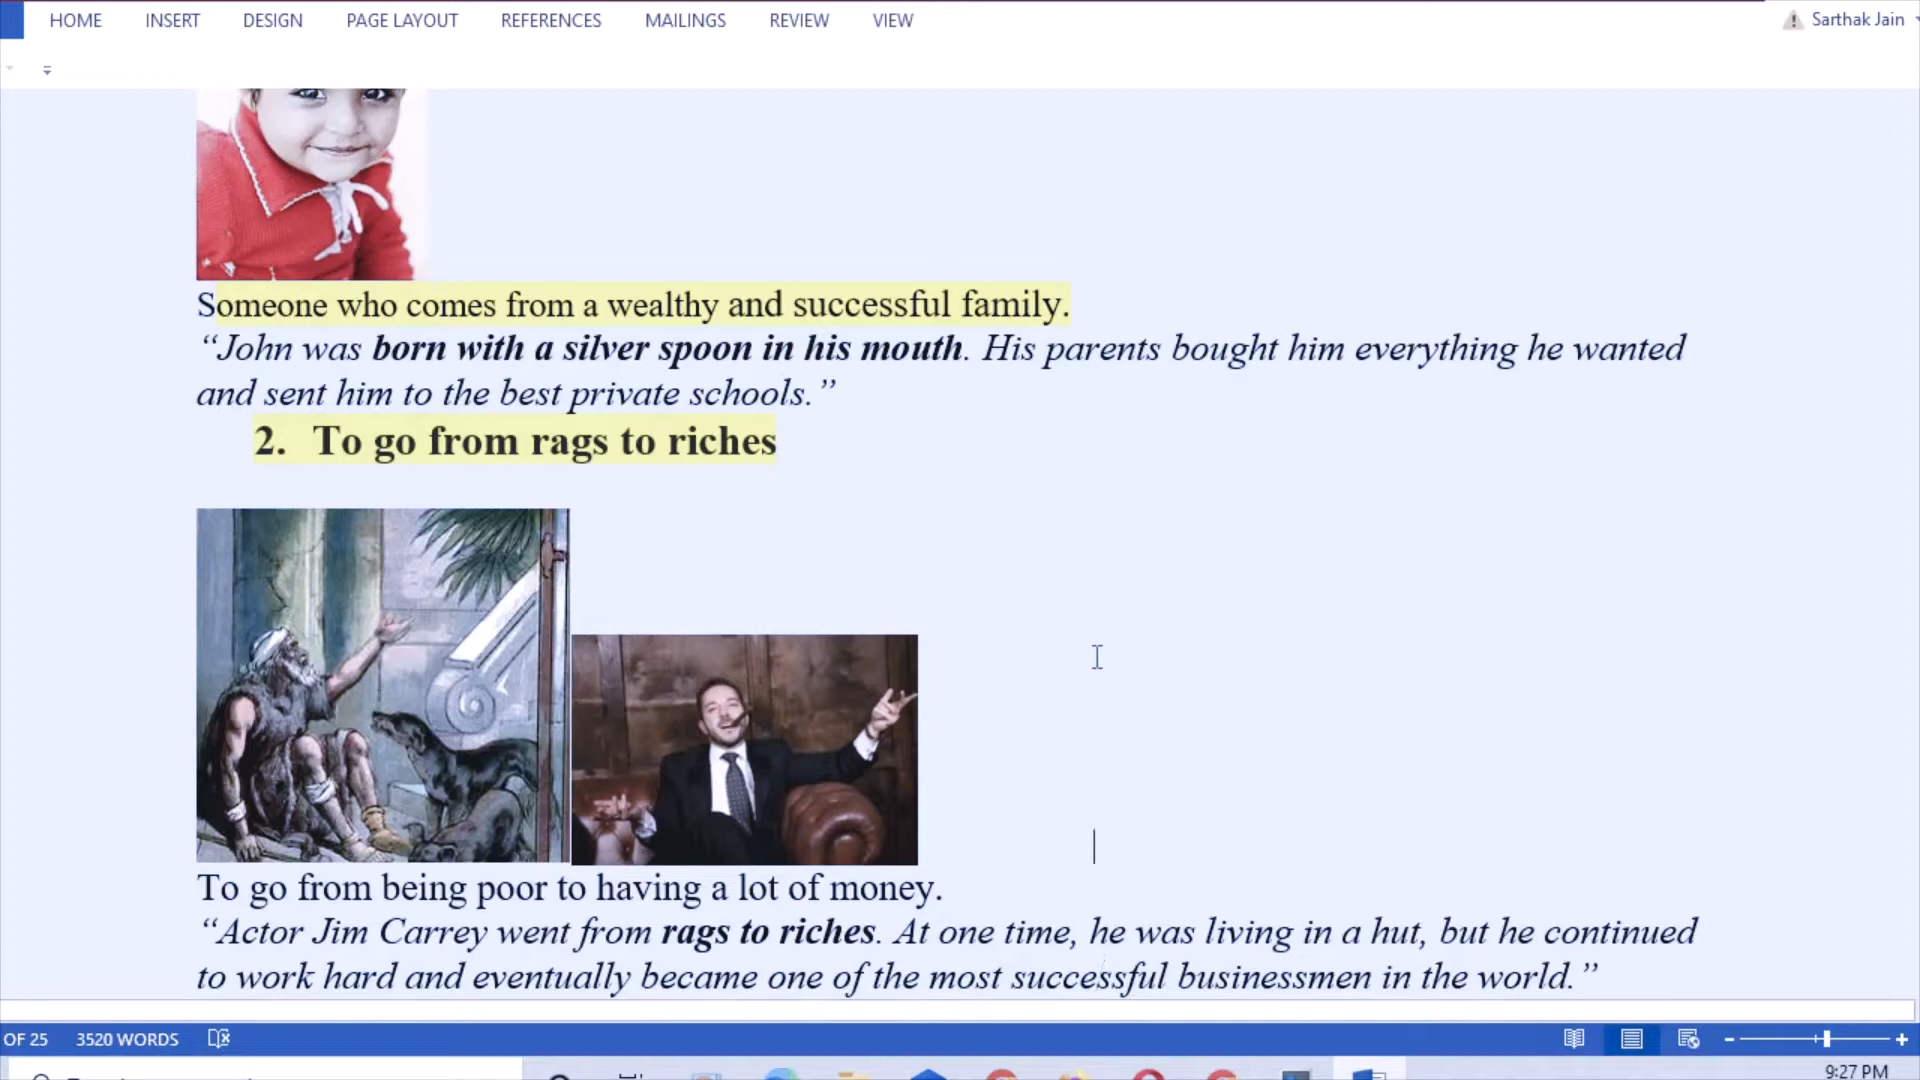 HOME INSERT DESIGN PAGE LAYOUT REFERENCES MAILINGS REVIEW VIEW Sarthak Jain
Someone who comes from a wealthy and successful family.
“John was born with a silver spoon in his mouth. His parents bought him everything he wanted
and sent him to the best private schools.”
2. To go from rags to riches
To go from being poor to having a lot of money.
“Actor Jim Carrey went from rags to riches. At one time, he was living in a hut, but he continued
to work hard and eventually became one of the most successful businessmen in the world.”
OF 25 3520 WORDS
9:27 PM